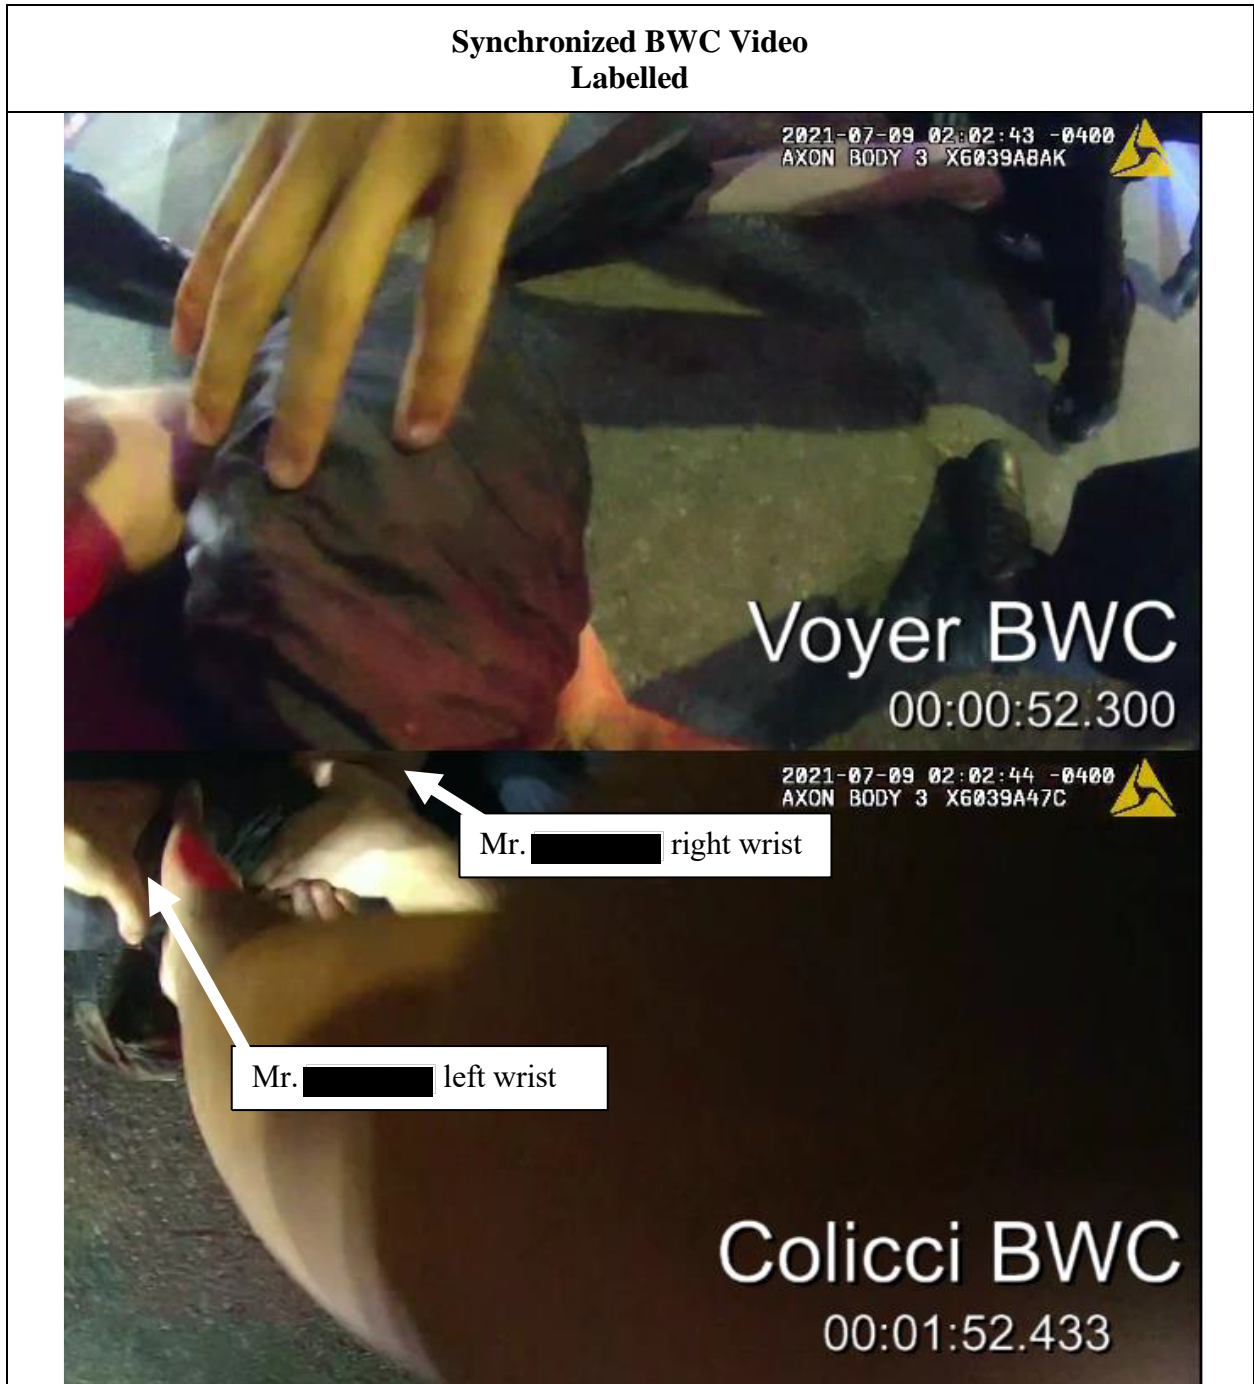 Synchronized BWC Video
Labelled
2021-07-09 02:02:43 -0400
AXON BODY 3 X6039A8AK
Voyer BWC
00:00:52.300
2021-07-09 02:02:44 -0400
AXON BODY 3 X6039A47C
Mr. right wrist
Mr. left wrist
Colicci BWC
00:01:52.433